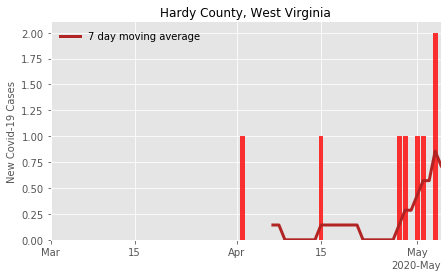 Hardy County, West Virginia
7 day moving average
New Covid-19 Cases
2.00
1.75
1.50
1.25
1.00
0.75
0.50
0.25
0.00
Mar
15
Apr
15
May
2020-May